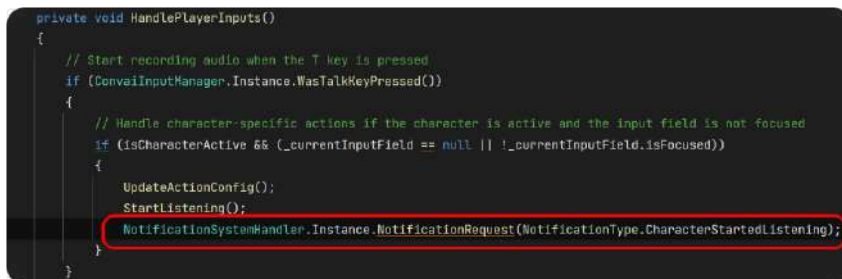 private void HandlePlayerInputs()
{
// Start recording audio when the T key is pressed
if (ConvaiInputManager.Instance.WasTalkKeyPressed())
{
// Handle character-specific actions if the character is active and the input field is not focused
if (isCharacterActive && (_currentInputField == null || !_currentInputField.isFocused))
{
UpdateActionConfig();
StartListening();
NotificationSystemHandler.Instance.NotificationRequest(NotificationType.CharacterStartedListening);
}
}